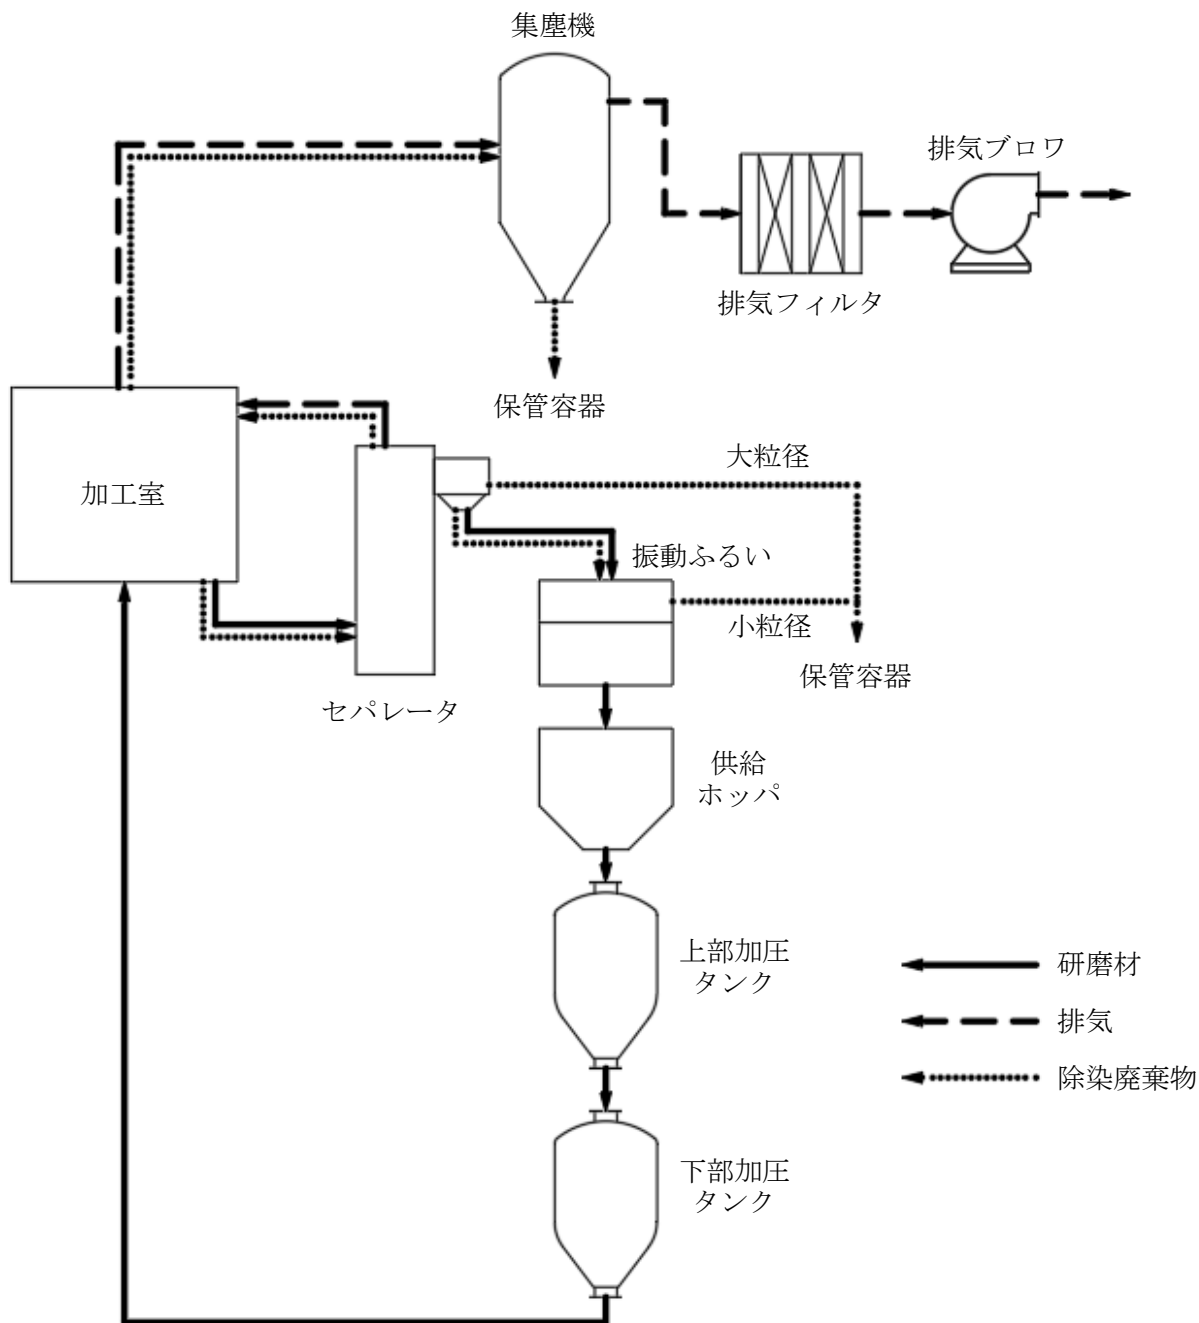 集塵機
排気ブロワ
排気フィルタ
保管容器
大粒径
加工室
振動ふるい
小粒径
保管容器
セパレータ
供給
ホッパ
上部加圧
タンク
研磨材
排気
除染廃棄物
下部加圧
タンク